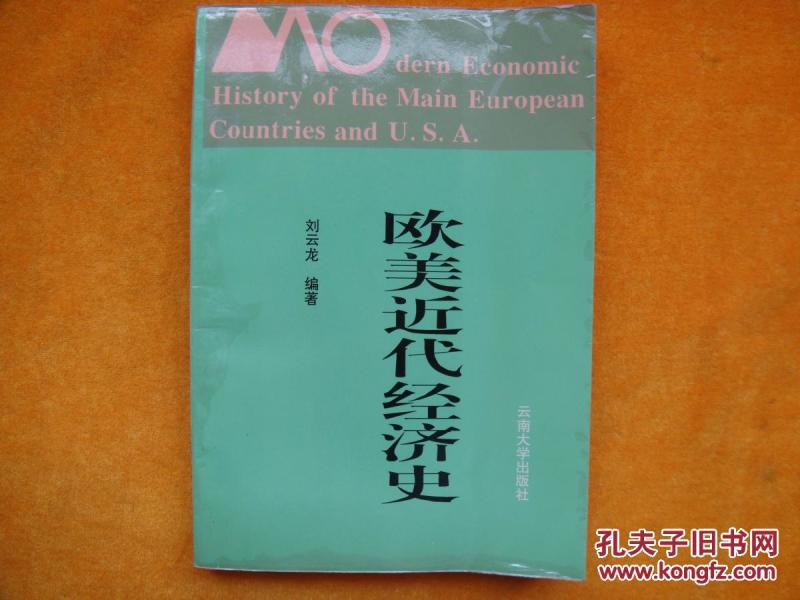 MOdern Economic
History of the Main European
Countries and U. S. A.
欧美近代经济史
刘云龙 编著
云南大学出版社
孔夫子旧书网
www.kongfz.com